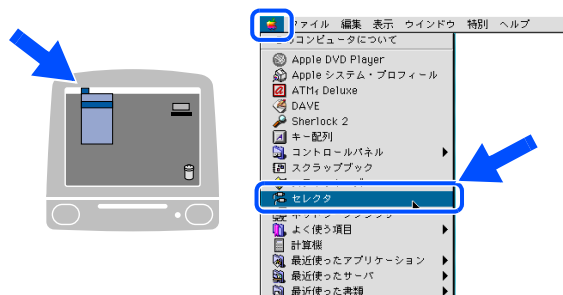 ファイル 編集 表示 ウインドウ 特別 ヘルプ
コンピュータについて
Apple DVD Player
Apple システム・プロフィール
ATM Deluxe
DAVE
Sherlock 2
キー配列
コントロールパネル
スクラップブック
セレクタ
よく使う項目
計算機
最近使ったアプリケーション
最近使ったサーバ
最近使った書類